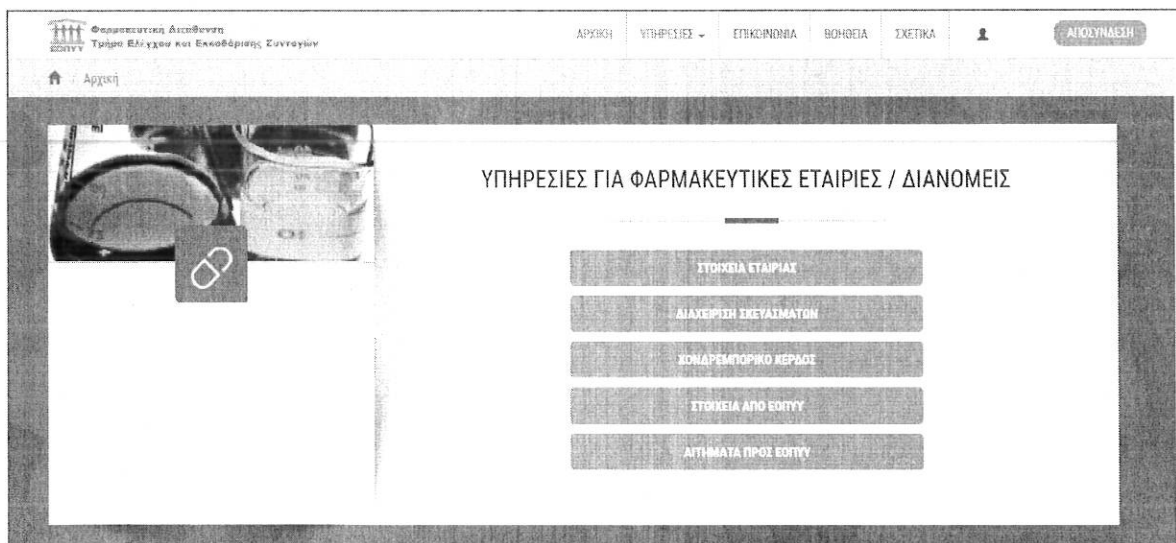 ΕΟΠΥΥ
Φαρμακευτική Διεύθυνση
Τμήμα Ελέγχου και Εκκαθάρισης Συνταγών
ΑΡΧΙΚΗ ΥΠΗΡΕΣΙΕΣ ΕΠΙΚΟΙΝΩΝΙΑ ΒΟΗΘΕΙΑ ΣΧΕΤΙΚΑ ΑΠΟΣΥΝΔΕΣΗ
/ Αρχική
ml
ΥΠΗΡΕΣΙΕΣ ΓΙΑ ΦΑΡΜΑΚΕΥΤΙΚΕΣ ΕΤΑΙΡΙΕΣ / ΔΙΑΝΟΜΕΙΣ
ΣΤΟΙΧΕΙΑ ΕΤΑΙΡΙΑΣ
ΔΙΑΧΕΙΡΙΣΗ ΣΚΕΥΑΣΜΑΤΩΝ
ΧΟΝΔΡΕΜΠΟΡΙΚΟ ΚΕΡΔΟΣ
ΣΤΟΙΧΕΙΑ ΑΠΟ ΕΟΠΥΥ
ΑΙΤΗΜΑΤΑ ΠΡΟΣ ΕΟΠΥΥ